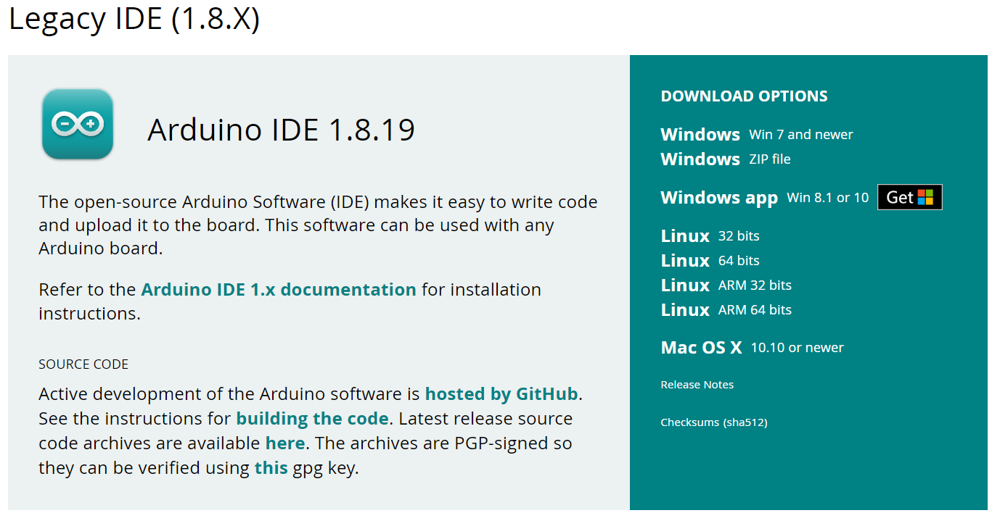 Legacy IDE (1.8.X)
Arduino IDE 1.8.19
The open-source Arduino Software (IDE) makes it easy to write code
and upload it to the board. This software can be used with any
Arduino board.
Refer to the Arduino IDE 1.x documentation for installation
instructions.
SOURCE CODE
Active development of the Arduino software is hosted by GitHub.
See the instructions for building the code. Latest release source
code archives are available here. The archives are PGP-signed so
they can be verified using this gpg key.
DOWNLOAD OPTIONS
Windows Win 7 and newer
Windows ZIP file
Windows app Win 8.1 or 10 Get
Linux 32 bits
Linux 64 bits
Linux ARM 32 bits
Linux ARM 64 bits
Mac OS X 10.10 or newer
Release Notes
Checksums (sha512)